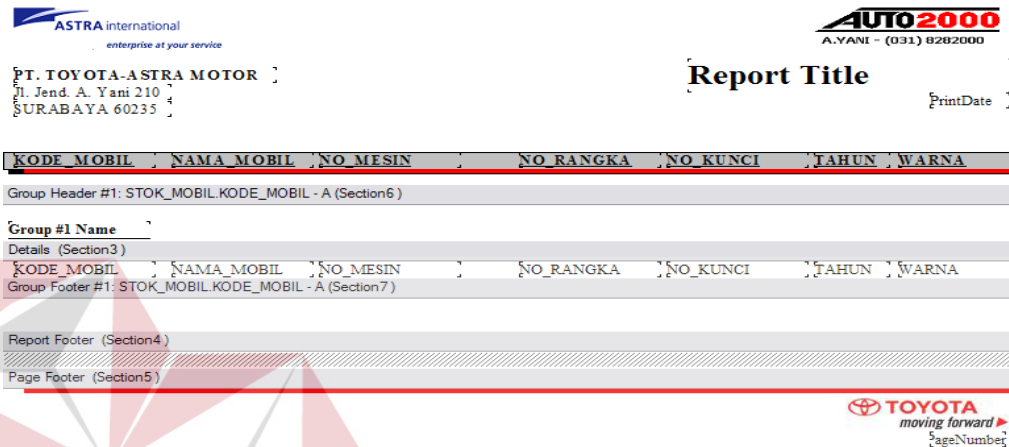 ASTRA international
enterprise at your service
AUTO2000
A.YANI - (031) 8282000
PT. TOYOTA-ASTRA MOTOR
Jl. Jend. A. Yani 210
SURABAYA 60235
Report Title
PrintDate
KODE_MOBIL NAMA_MOBIL NO_MESIN NO_RANGKA NO_KUNCI TAHUN WARNA
Group Header #1: STOK_MOBIL.KODE_MOBIL - A (Section6 )
Group #1 Name
Details (Section3 )
KODE_MOBIL NAMA_MOBIL NO_MESIN NO_RANGKA NO_KUNCI TAHUN WARNA
Group Footer #1: STOK_MOBIL.KODE_MOBIL - A (Section7 )
Report Footer (Section4 )
Page Footer (Section5 )
TOYOTA
moving forward
PageNumber